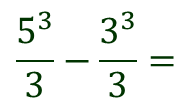 5³/3 − 3³/3 =